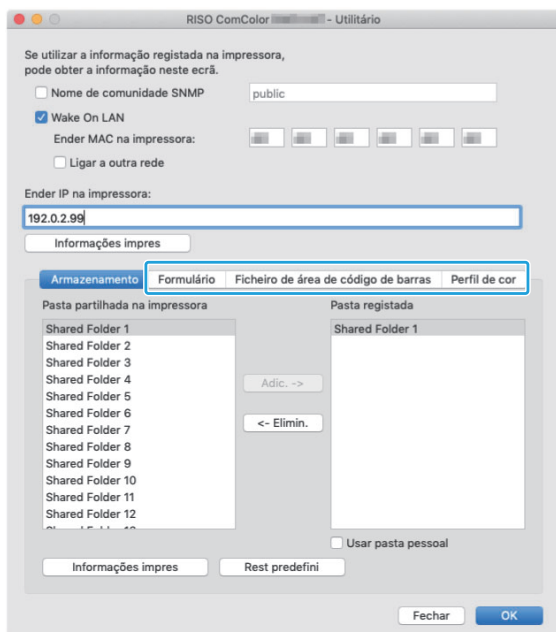 RISO ComColor - Utilitário
Se utilizar a informação registada na impressora,
pode obter a informação neste ecrã.
Nome de comunidade SNMP
public
Wake On LAN
Ender MAC na impressora:
Ligar a outra rede
Ender IP na impressora:
192.0.2.99
Informações impres
Armazenamento Formulário Ficheiro de área de código de barras Perfil de cor
Pasta partilhada na impressora
Shared Folder 1
Shared Folder 2
Shared Folder 3
Shared Folder 4
Shared Folder 5
Shared Folder 6
Shared Folder 7
Shared Folder 8
Shared Folder 9
Shared Folder 10
Shared Folder 11
Shared Folder 12
Adic. ->
<- Elimin.
Pasta registada
Shared Folder 1
Usar pasta pessoal
Informações impres
Rest predefini
Fechar
OK